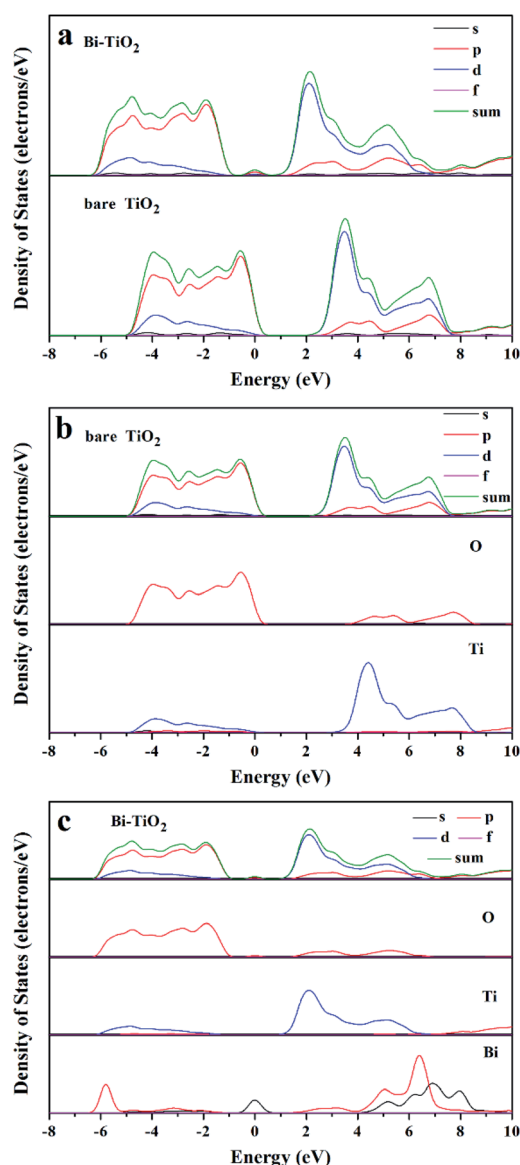 a
Bi-TiO₂
s
p
d
f
sum
bare TiO₂
Density of States (electrons/eV)
-8 -6 -4 -2 0 2 4 6 8 10
Energy (eV)
b
bare TiO₂
s
p
d
f
sum
O
Ti
Density of States (electrons/eV)
-8 -6 -4 -2 0 2 4 6 8 10
Energy (eV)
c
Bi-TiO₂
s p
d f
sum
O
Ti
Bi
Density of States (electrons/eV)
-8 -6 -4 -2 0 2 4 6 8 10
Energy (eV)